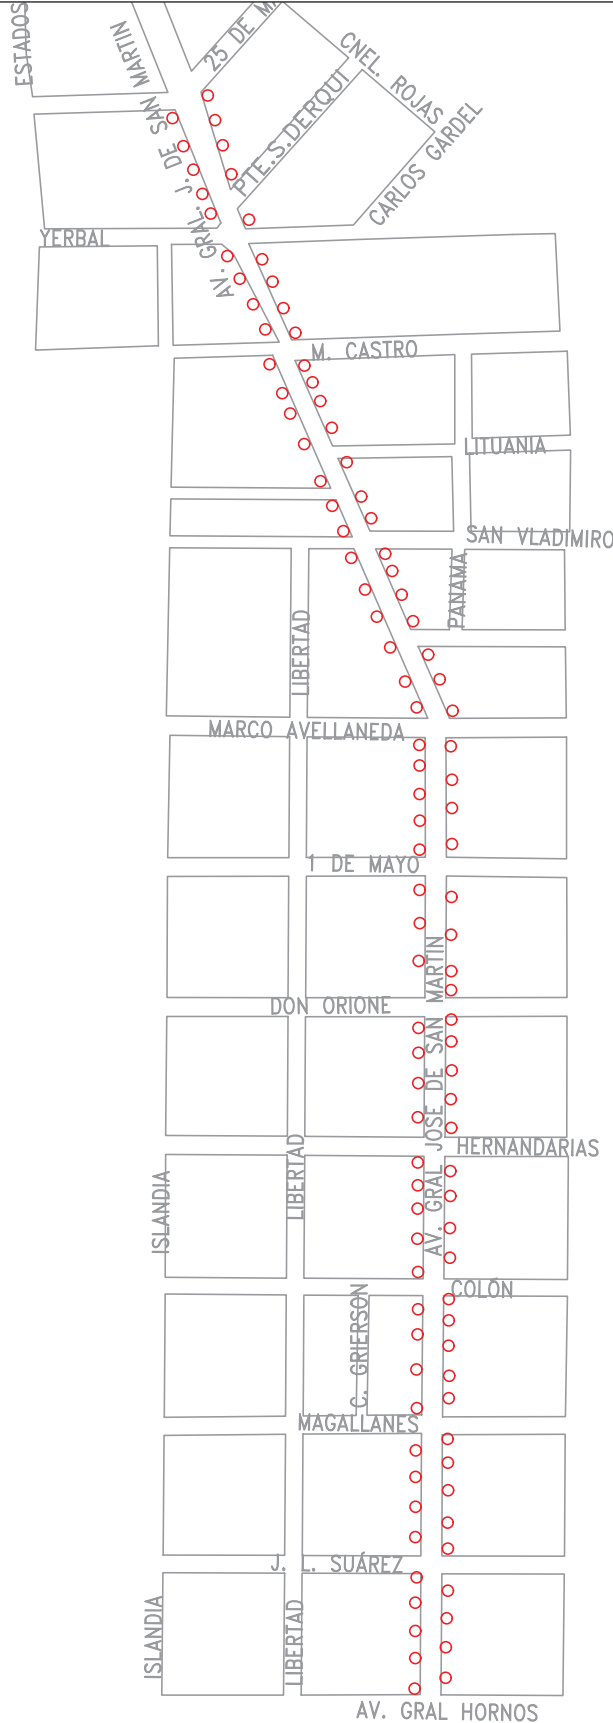 ESTADOS
25 DE MA
CNEL. ROJAS
PTE.S.DERQUI
CARLOS GARDEL
AV. GRAL. J. DE SAN MARTIN
YERBAL
M. CASTRO
LITUANIA
SAN VLADIMIRO
PANAMA
LIBERTAD
MARCO AVELLANEDA
1 DE MAYO
DON ORIONE
AV. GRAL JOSE DE SAN MARTIN
HERNANDARIAS
LIBERTAD
ISLANDIA
COLÓN
C. GRIERSON
MAGALLANES
J. L. SUÁREZ
ISLANDIA
LIBERTAD
AV. GRAL HORNOS